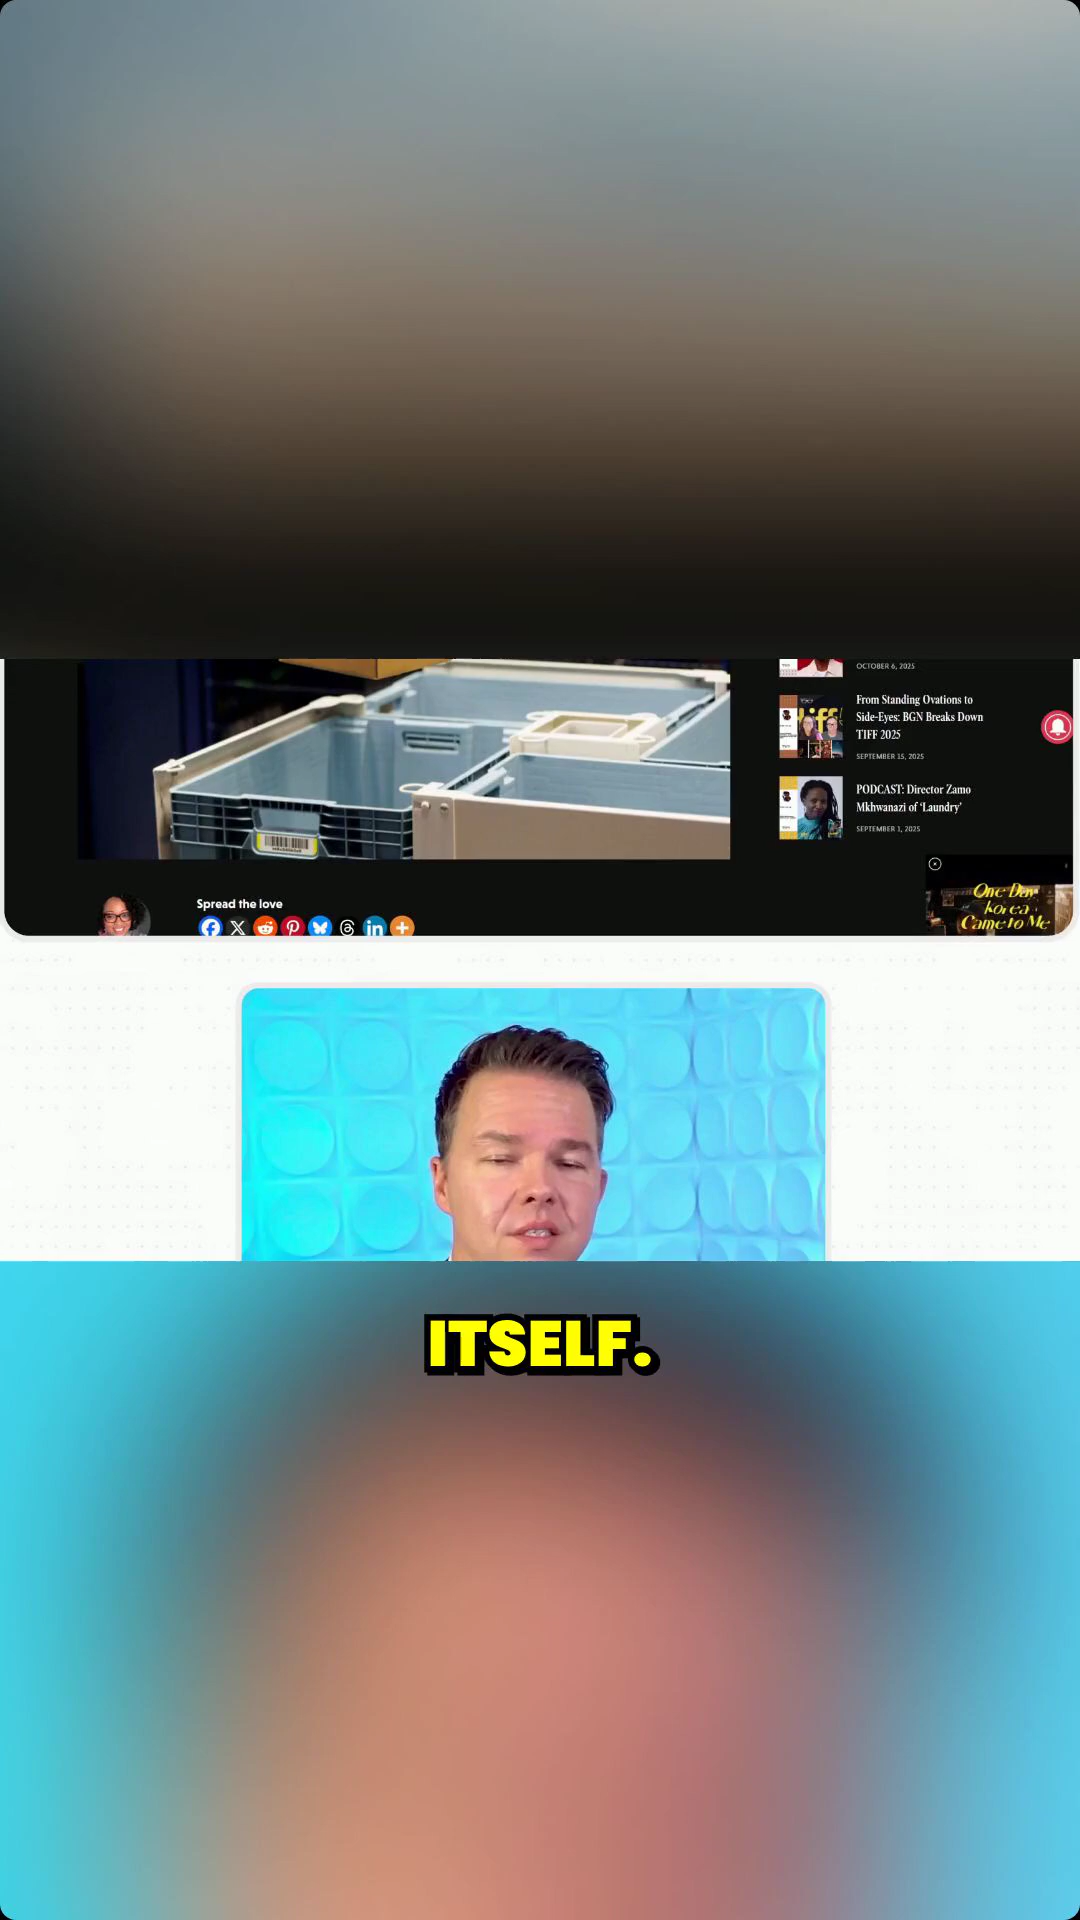 OCTOBER 6, 2025
From Standing Ovations to
Side-Eyes: BGN Breaks Down
TIFF 2025
SEPTEMBER 15, 2025
PODCAST: Director Zamo
Mkhwanazi of ‘Laundry’
SEPTEMBER 1, 2025
One Day
Korea
Came to Me
Spread the love
ITSELF.